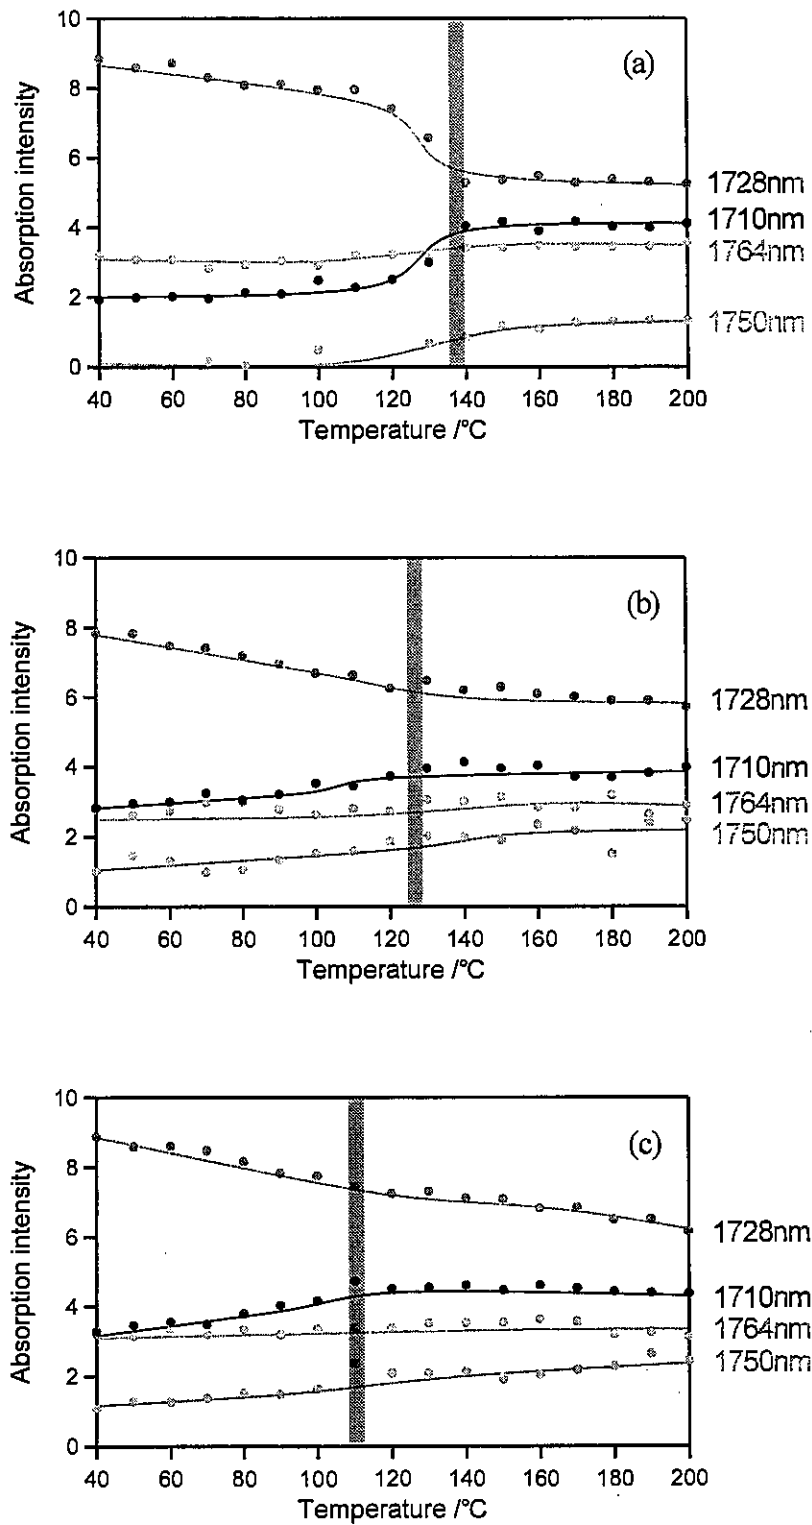 10
(a)
8
Absorption intensity
6
1728nm
1710nm
4
1764nm
2
1750nm
0
40 60 80 100 120 140 160 180 200
Temperature /°C
10
(b)
8
Absorption intensity
6
1728nm
4
1710nm
1764nm
2
1750nm
0
40 60 80 100 120 140 160 180 200
Temperature /°C
10
(c)
8
Absorption intensity
6
1728nm
1710nm
4
1764nm
1750nm
2
0
40 60 80 100 120 140 160 180 200
Temperature /°C